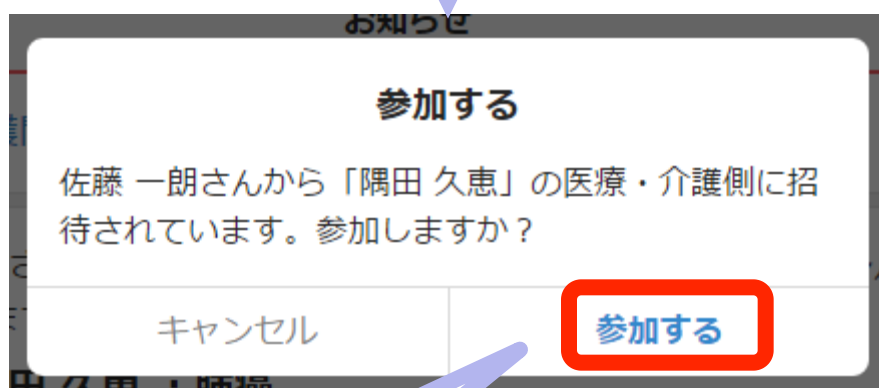 お知らせ
参加する
佐藤 一朗さんから「隅田 久恵」の医療・介護側に招
待されています。参加しますか？
キャンセル
参加する